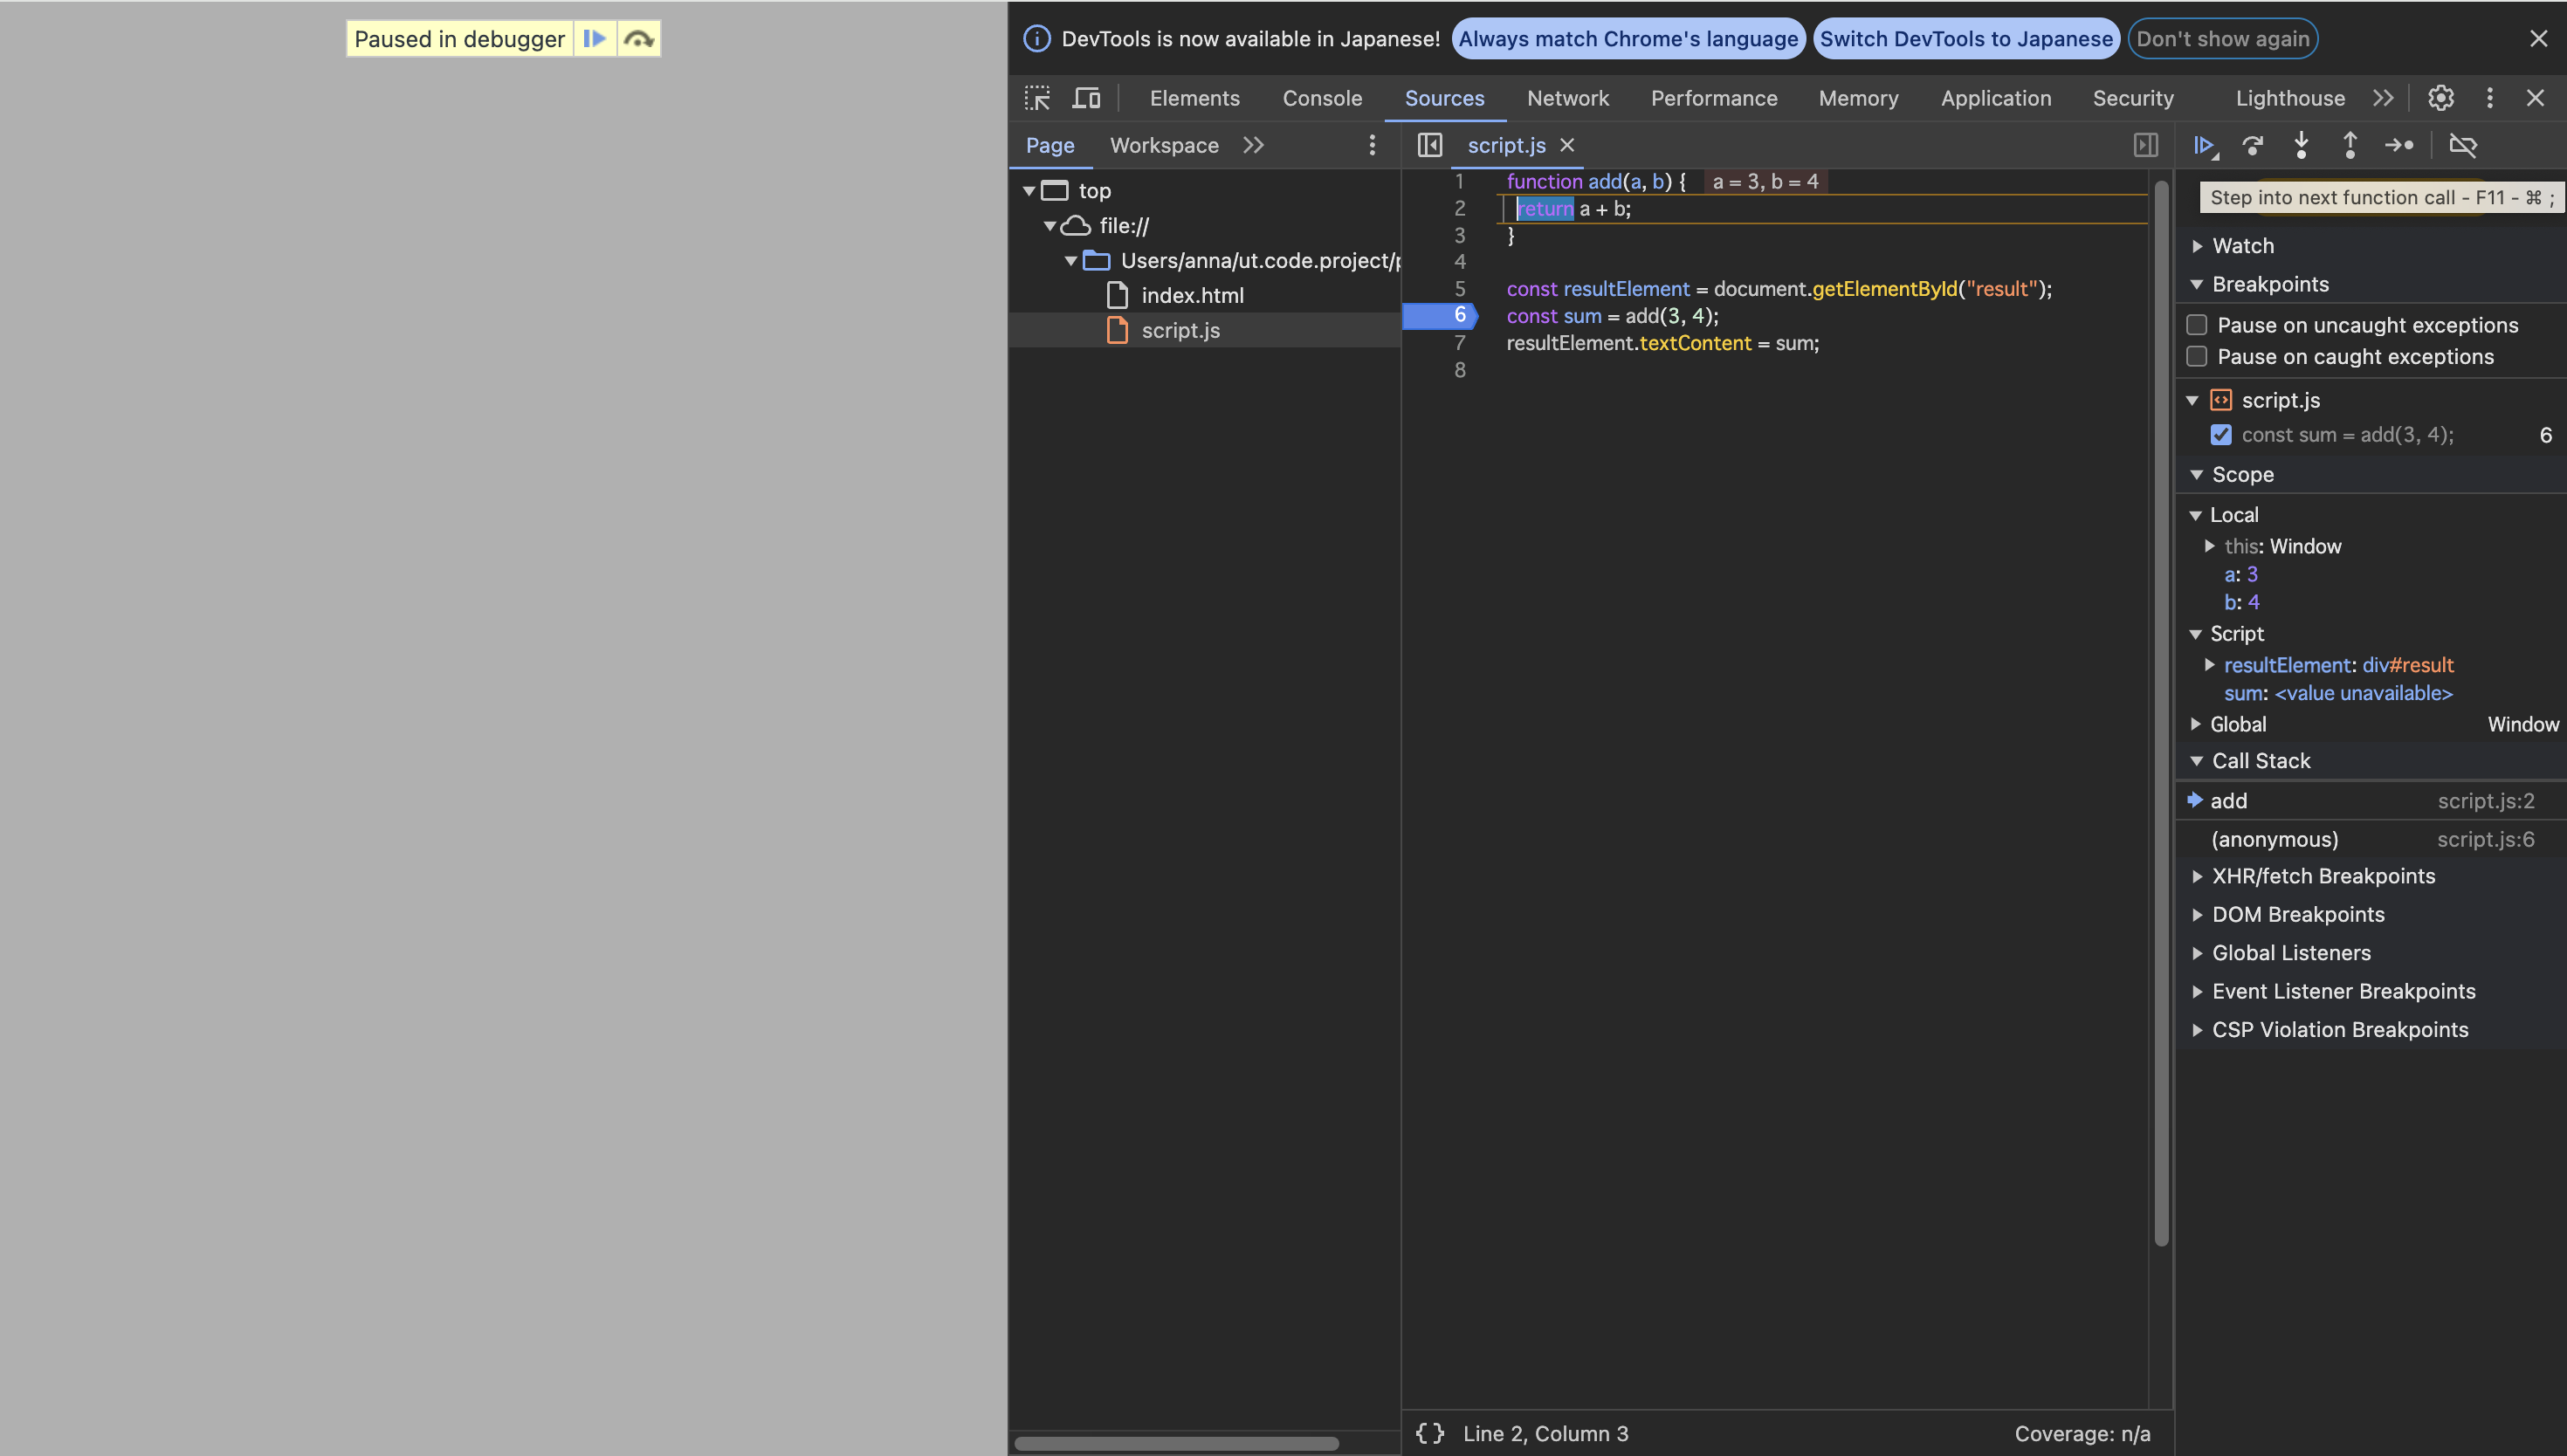 Paused in debugger
DevTools is now available in Japanese! Always match Chrome's language Switch DevTools to Japanese Don't show again
Elements Console Sources Network Performance Memory Application Security Lighthouse
Page Workspace
top
file://
Users/anna/ut.code.project/p
index.html
script.js
script.js
1 function add(a, b) { a = 3, b = 4
2 return a + b;
3 }
4
5 const resultElement = document.getElementById("result");
6 const sum = add(3, 4);
7 resultElement.textContent = sum;
8
{} Line 2, Column 3 Coverage: n/a
Step into next function call - F11 - ⌘ ;
Watch
Breakpoints
Pause on uncaught exceptions
Pause on caught exceptions
script.js
const sum = add(3, 4); 6
Scope
Local
this: Window
a: 3
b: 4
Script
resultElement: div#result
sum: <value unavailable>
Global Window
Call Stack
add script.js:2
(anonymous) script.js:6
XHR/fetch Breakpoints
DOM Breakpoints
Global Listeners
Event Listener Breakpoints
CSP Violation Breakpoints